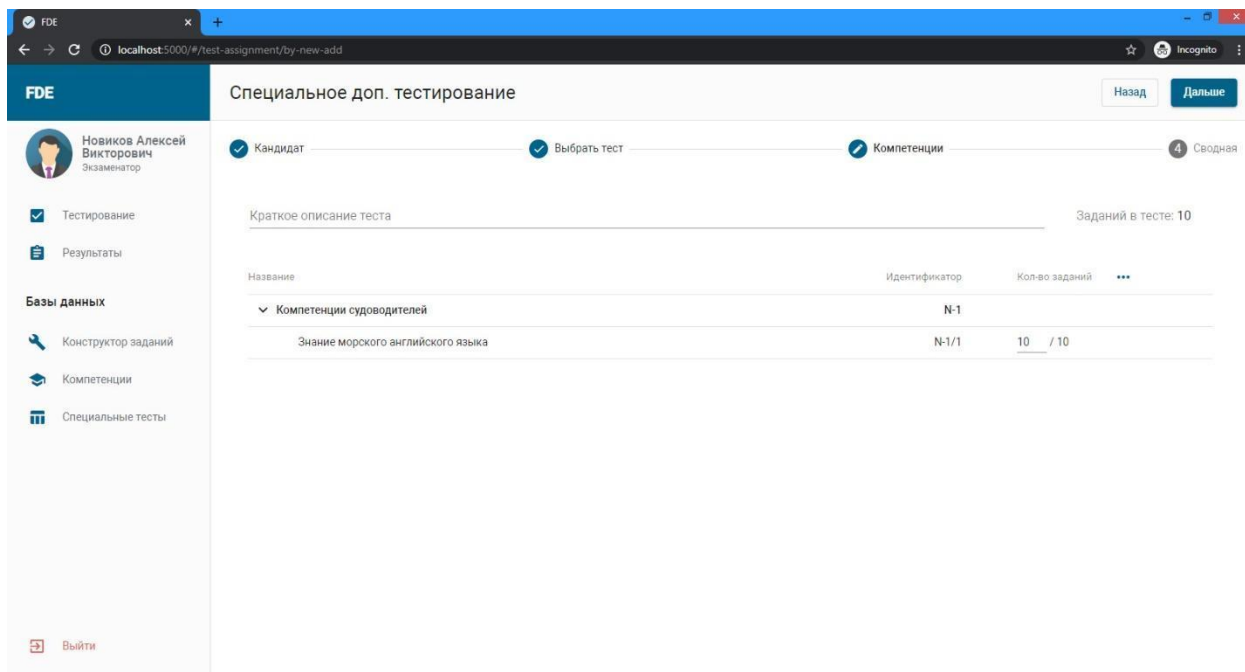 FDE
localhost:5000/#/test-assignment/by-new-add
Incognito
FDE
Специальное доп. тестирование
Назад
Дальше
Новиков Алексей
Викторович
Экзаменатор
Кандидат
Выбрать тест
Компетенции
4 Сводная
Тестирование
Результаты
Базы данных
Конструктор заданий
Компетенции
Специальные тесты
Выйти
Краткое описание теста
Заданий в тесте: 10
Название Идентификатор Кол-во заданий
Компетенции судоводителей N-1
Знание морского английского языка N-1/1 10 / 10